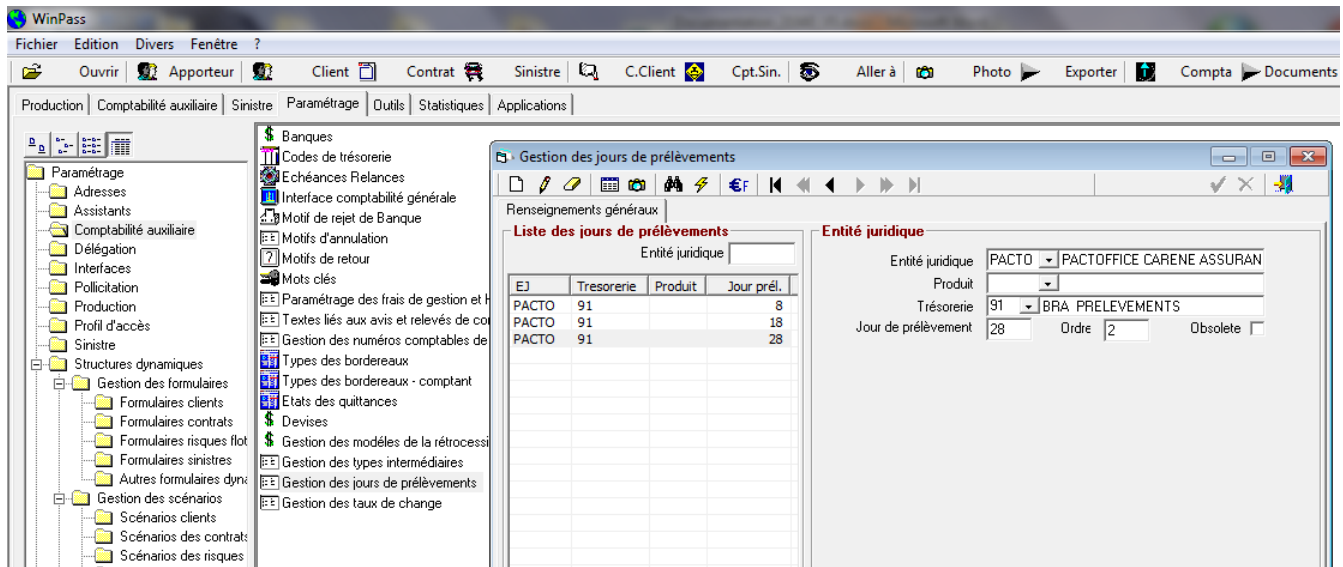 WinPass
Fichier Edition Divers Fenêtre ?
Ouvrir Apporteur Client Contrat Sinistre C.Client Cpt.Sin. Aller à Photo Exporter Compta Documents
Production Comptabilité auxiliaire Sinistre Paramétrage Outils Statistiques Applications
Paramétrage
Adresses
Assistants
Comptabilité auxiliaire
Délégation
Interfaces
Pollicitation
Production
Profil d'accès
Sinistre
Structures dynamiques
Gestion des formulaires
Formulaires clients
Formulaires contrats
Formulaires risques flot
Formulaires sinistres
Autres formulaires dyna
Gestion des scénarios
Scénarios clients
Scénarios des contrats
Scénarios des risques
Banques
Codes de trésorerie
Echéances Relances
Interface comptabilité générale
Motif de rejet de Banque
Motifs d'annulation
Motifs de retour
Mots clés
Paramétrage des frais de gestion et H
Textes liés aux avis et relevés de co
Gestion des numéros comptables de
Types des bordereaux
Types des bordereaux - comptant
Etats des quittances
Devises
Gestion des modéles de la rétrocessi
Gestion des types intermédiaires
Gestion des jours de prélèvements
Gestion des taux de change
Gestion des jours de prélèvements
€F
Renseignements généraux
Liste des jours de prélèvements
Entité juridique
EJ Tresorerie Produit Jour prél.
PACTO 91 8
PACTO 91 18
PACTO 91 28
Entité juridique
Entité juridique PACTO PACTOFFICE CARENE ASSURAN
Produit
Trésorerie 91 BRA PRELEVEMENTS
Jour de prélèvement 28 Ordre 2 Obsolete